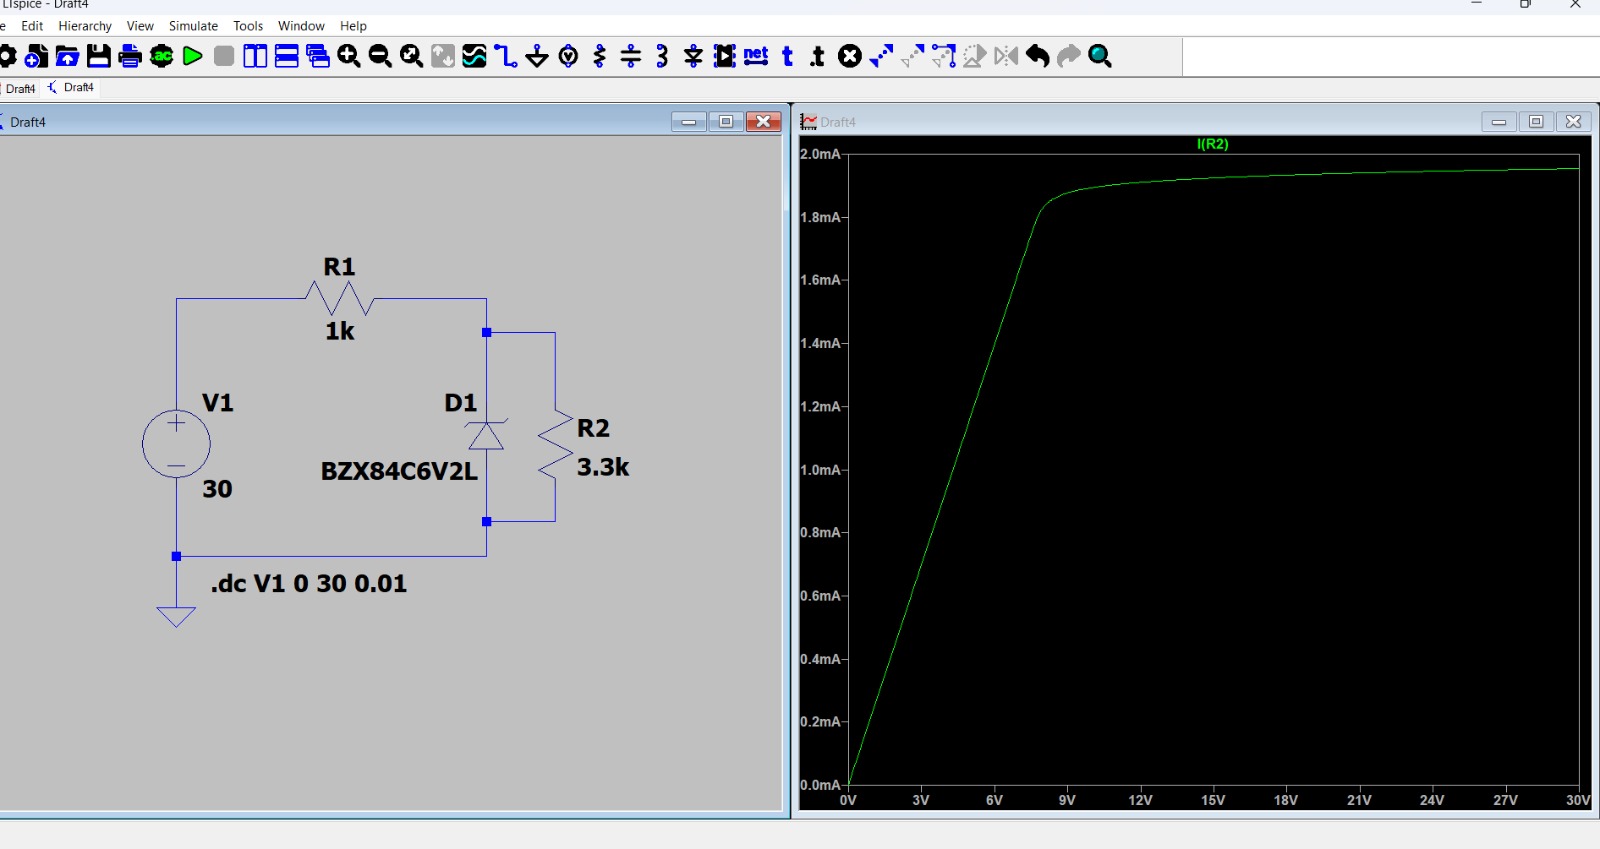 LTspice - Draft4
Edit Hierarchy View Simulate Tools Window Help
.ac net t .t
Draft4 Draft4
Draft4
R1
1k
V1
30
D1
BZX84C6V2L
R2
3.3k
.dc V1 0 30 0.01
Draft4
I(R2)
2.0mA
1.8mA
1.6mA
1.4mA
1.2mA
1.0mA
0.8mA
0.6mA
0.4mA
0.2mA
0.0mA
0V 3V 6V 9V 12V 15V 18V 21V 24V 27V 30V